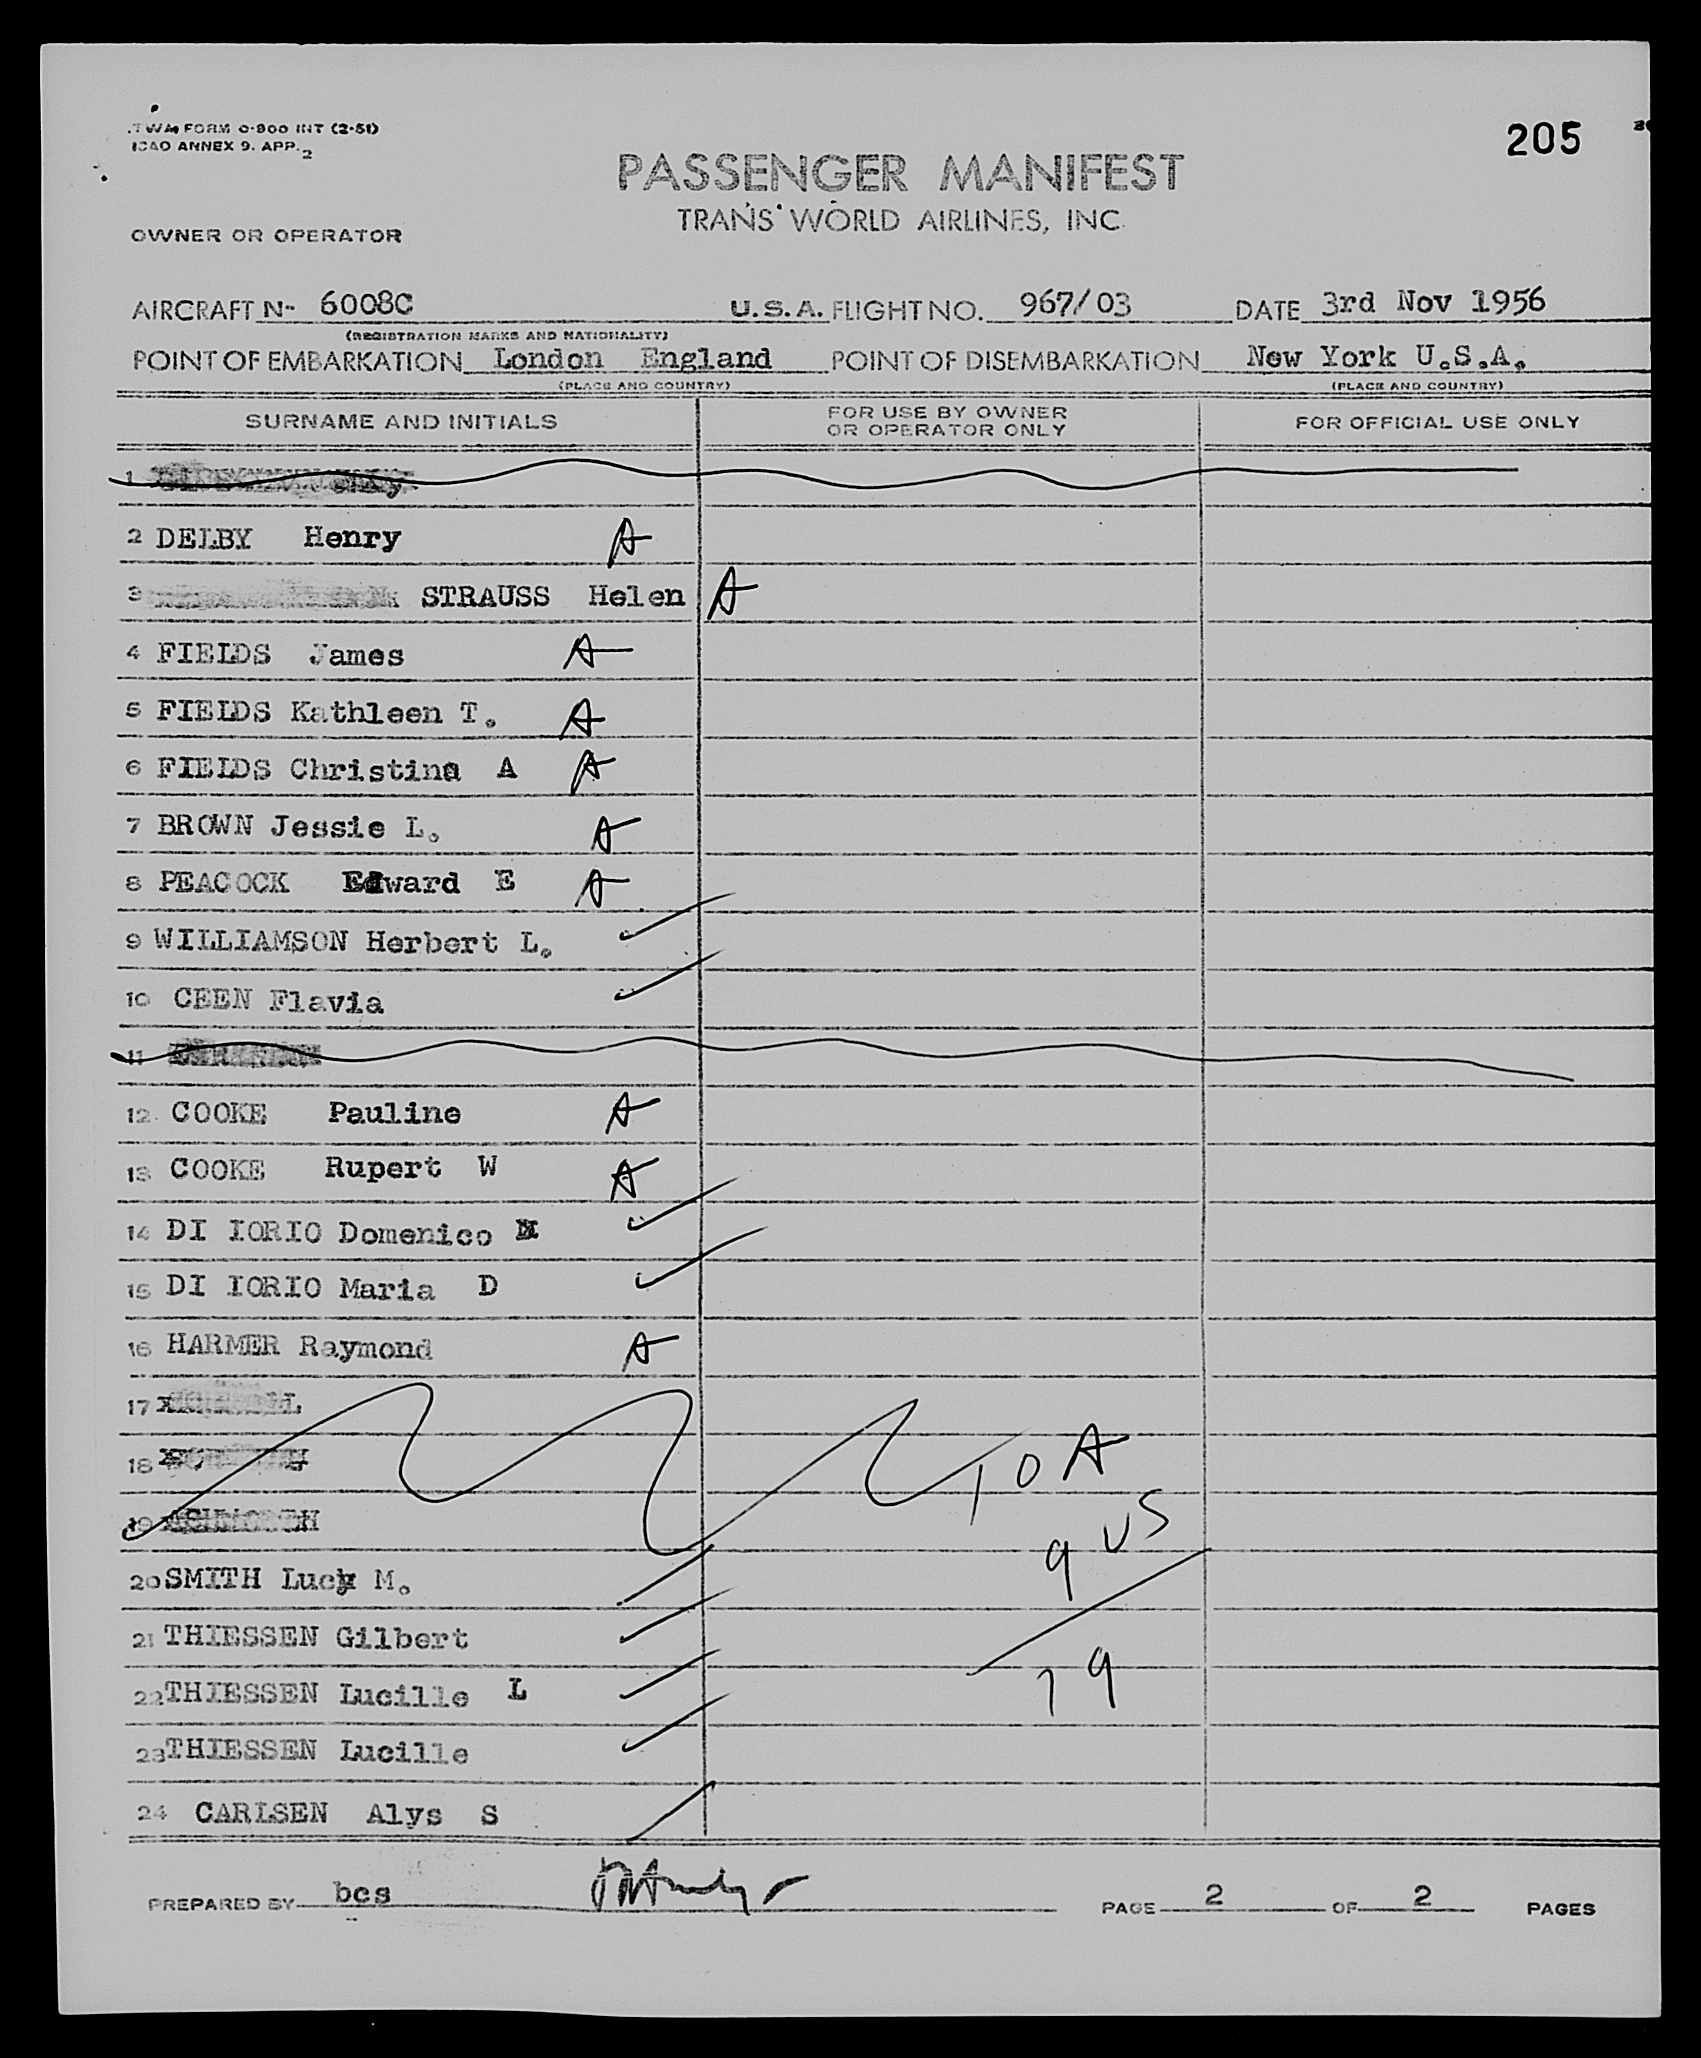 TWA FORM O-900 INT (2-51)
ICAO ANNEX 9. APP. 2
205
PASSENGER MANIFEST
TRANS WORLD AIRLINES, INC.
OWNER OR OPERATOR
AIRCRAFT No. 6008C U.S.A. FLIGHT NO. 967/03 DATE 3rd Nov 1956
(REGISTRATION MARKS AND NATIONALITY)
POINT OF EMBARKATION London England POINT OF DISEMBARKATION New York U.S.A.
(PLACE AND COUNTRY) (PLACE AND COUNTRY)
SURNAME AND INITIALS FOR USE BY OWNER OR OPERATOR ONLY FOR OFFICIAL USE ONLY
1
2 DELBY Henry A
3 STRAUSS Helen A
4 FIELDS James A
5 FIELDS Kathleen T. A
6 FIELDS Christina A A
7 BROWN Jessie L. A
8 PEACOCK Edward E A
9 WILLIAMSON Herbert L. ✓
10 CEEN Flavia ✓
11
12 COOKE Pauline A
13 COOKE Rupert W A
14 DI IORIO Domenico M ✓
15 DI IORIO Maria D ✓
16 HARMER Raymond A
17
18 10 A
19 ASHWORTH 9 US
20 SMITH Lucy M. ✓
21 THIESSEN Gilbert ✓
22 THIESSEN Lucille L ✓ 19
23 THIESSEN Lucille ✓
24 CARLSEN Alys S ✓
PREPARED BY bcs PAGE 2 OF 2 PAGES